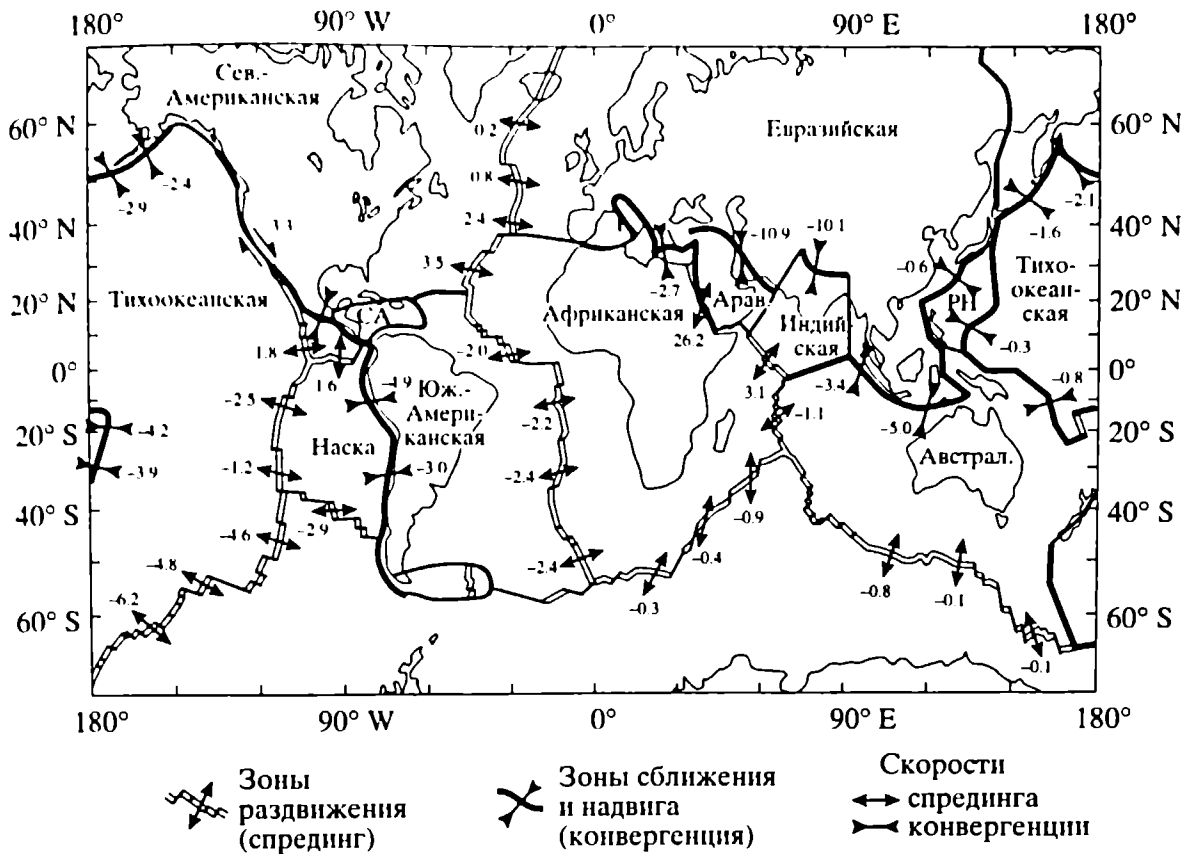 180°
90° W
0°
90° E
180°
Сев.-
Американская
60° N
60° N
0.2
Евразийская
0.8
–2.4
–2.9
–2.1
2.4
40° N
40° N
–10.9
–10.1
–1.6
3.5
–0.6
Тихо-
океан-
ская
Тихоокеанская
–2.7
20° N
20° N
СА
Африканская
Арав.
РН
Индий-
ская
26.2
–0.3
1.8
–2.0
0°
0°
1.6
–3.4
3.1
–0.8
–4.9
Юж.-
Амери-
канская
–2.5
–2.2
–1.1
–4.2
–5.0
20° S
20° S
Наска
Австрал.
–3.9
–1.2
–3.0
–2.4
40° S
40° S
–2.9
–0.9
–4.6
–0.4
–4.8
–2.4
–0.8
–0.1
–6.2
–0.3
60° S
60° S
–0.1
180°
90° W
0°
90° E
180°
Зоны
раздвижения
(спрединг)
Зоны сближения
и надвига
(конвергенция)
Скорости
спрединга
конвергенции